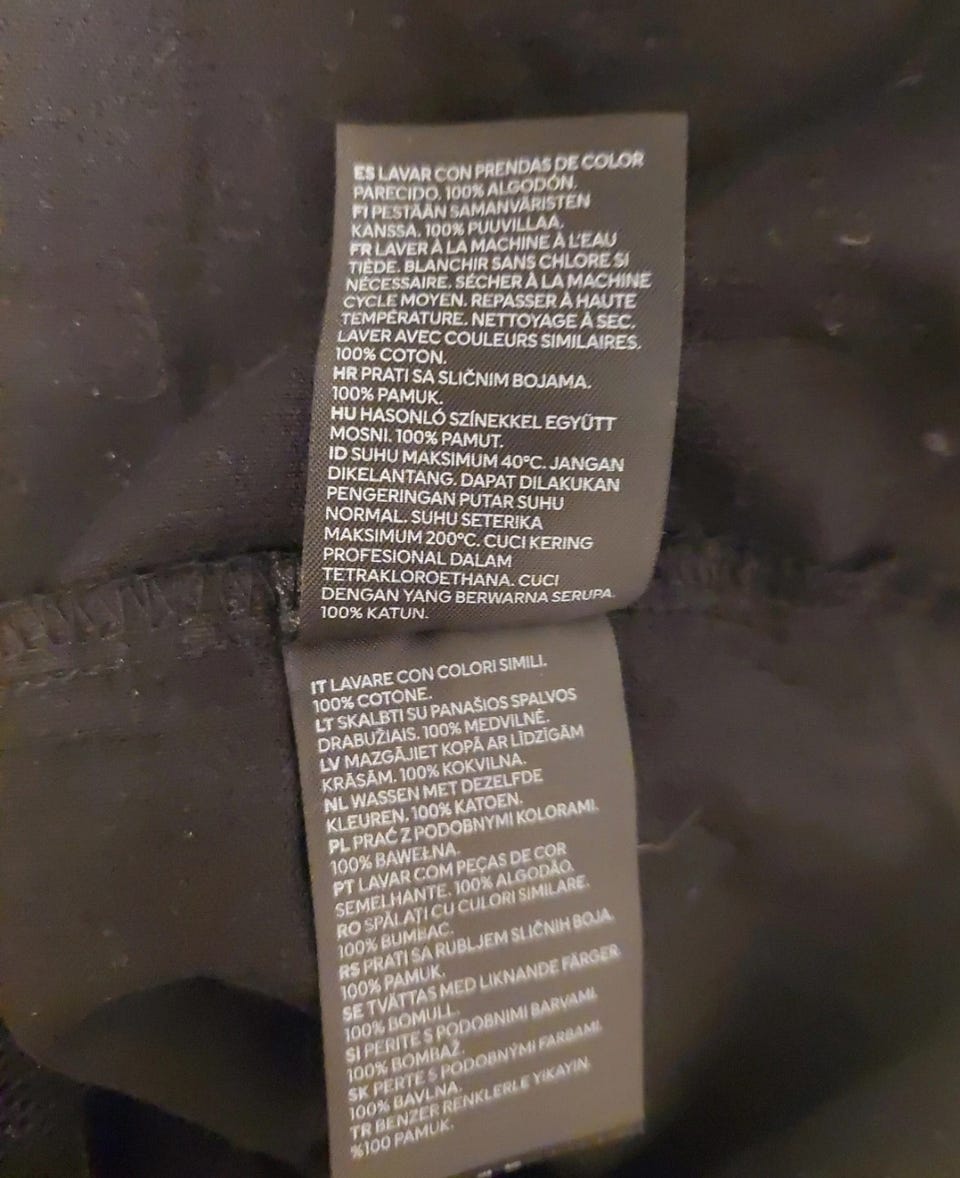 ES LAVAR CON PRENDAS DE COLOR
PARECIDO. 100% ALGODÓN.
FI PESTÄÄN SAMANVÄRISTEN
KANSSA. 100% PUUVILLAA.
FR LAVER À LA MACHINE À L'EAU
TIÈDE. BLANCHIR SANS CHLORE SI
NÉCESSAIRE. SÉCHER À LA MACHINE
CYCLE MOYEN. REPASSER À HAUTE
TEMPÉRATURE. NETTOYAGE À SEC.
LAVER AVEC COULEURS SIMILAIRES.
100% COTON.
HR PRATI SA SLIČNIM BOJAMA.
100% PAMUK.
HU HASONLÓ SZÍNEKKEL EGYÜTT
MOSNI. 100% PAMUT.
ID SUHU MAKSIMUM 40°C. JANGAN
DIKELANTANG. DAPAT DILAKUKAN
PENGERINGAN PUTAR SUHU
NORMAL. SUHU SETERIKA
MAKSIMUM 200°C. CUCI KERING
PROFESIONAL DALAM
TETRAKLOROETHANA. CUCI
DENGAN YANG BERWARNA SERUPA.
100% KATUN.
IT LAVARE CON COLORI SIMILI.
100% COTONE.
LT SKALBTI SU PANAŠIOS SPALVOS
DRABUŽIAIS. 100% MEDVILNĖ.
LV MAZGĀJIET KOPĀ AR LĪDZĪGĀM
KRĀSĀM. 100% KOKVILNA.
NL WASSEN MET DEZELFDE
KLEUREN. 100% KATOEN.
PL PRAĆ Z PODOBNYMI KOLORAMI.
100% BAWEŁNA.
PT LAVAR COM PEÇAS DE COR
SEMELHANTE. 100% ALGODÃO.
RO SPĂLAȚI CU CULORI SIMILARE.
100% BUMBAC.
RS PRATI SA RUBLJEM SLIČNIH BOJA.
100% PAMUK.
SE TVÄTTAS MED LIKNANDE FÄRGER.
100% BOMULL.
SI PERITE S PODOBNIMI BARVAMI.
100% BOMBAŽ.
SK PERTE S PODOBNÝMI FARBAMI.
100% BAVLNA.
TR BENZER RENKLERLE YIKAYIN.
%100 PAMUK.